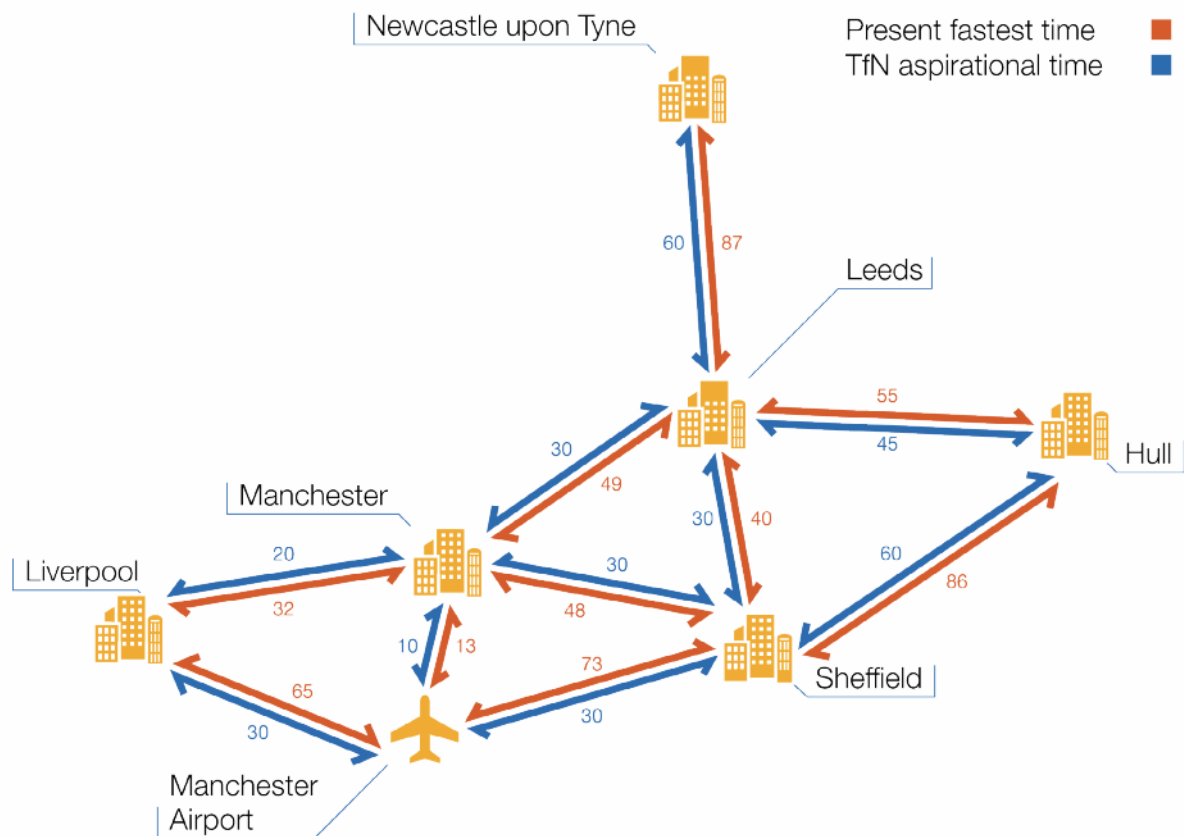 Newcastle upon Tyne
Present fastest time
TfN aspirational time
60
87
Leeds
55
45
Hull
30
49
Manchester
30
40
20
32
Liverpool
30
48
60
86
10
13
73
30
Sheffield
65
30
Manchester
Airport